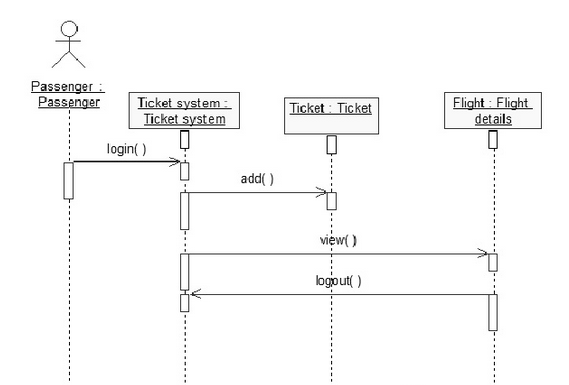 Passenger :
Passenger
Ticket system :
Ticket system
Ticket : Ticket
Flight : Flight
details
login( )
add( )
view( )
logout( )